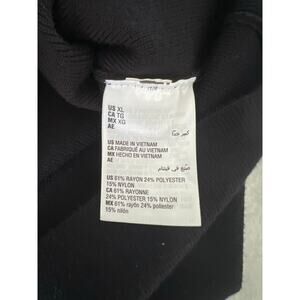 US XL
CA TG
MX XG
AE
كبير جدًا
US MADE IN VIETNAM
CA FABRIQUÉ AU VIETNAM
MX HECHO EN VIETNAM
AE
صنع في فيتنام
US 61% RAYON 24% POLYESTER
15% NYLON
CA 61% RAYONNE
24% POLYESTER 15% NYLON
MX 61% rayón 24% poliester
15% nilón